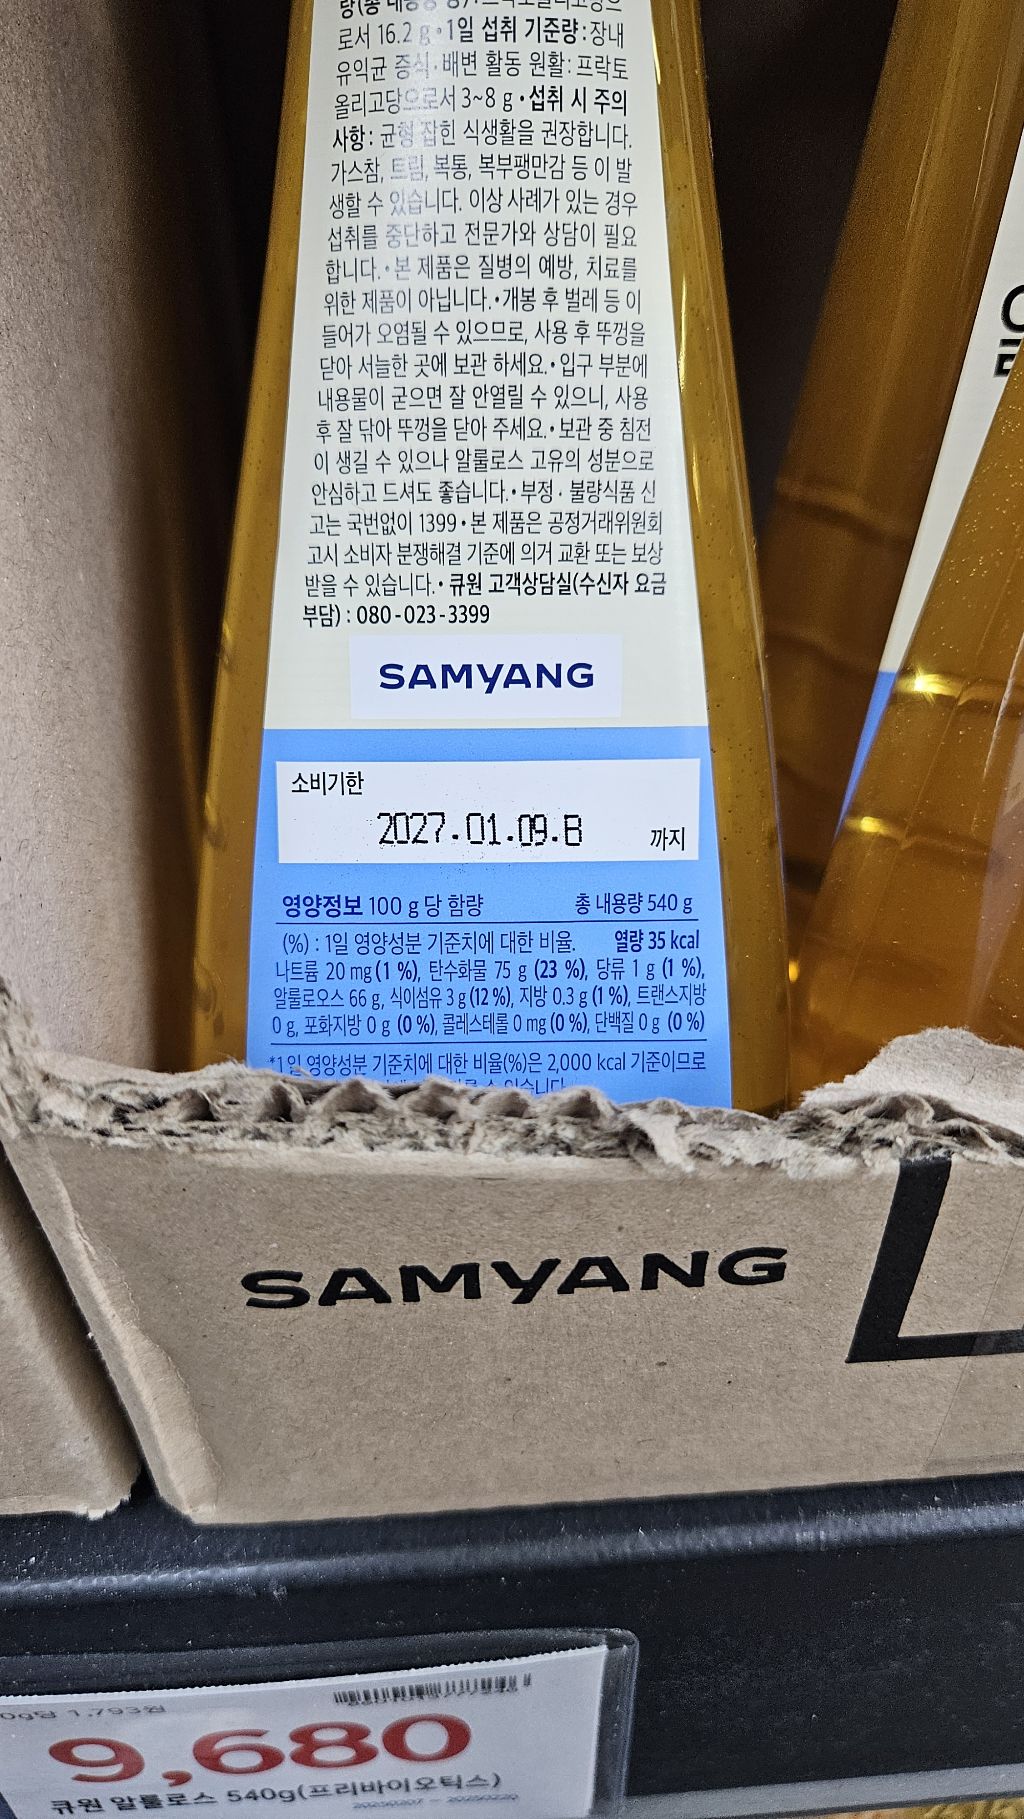 로서 16.2 g • 1일 섭취 기준량 : 장내
유익균 증식 · 배변 활동 원활 : 프락토
올리고당으로서 3~8 g • 섭취 시 주의
사항 : 균형 잡힌 식생활을 권장합니다.
가스참, 트림, 복통, 복부팽만감 등 이 발
생할 수 있습니다. 이상 사례가 있는 경우
섭취를 중단하고 전문가와 상담이 필요
합니다. • 본 제품은 질병의 예방, 치료를
위한 제품이 아닙니다. • 개봉 후 벌레 등 이
들어가 오염될 수 있으므로, 사용 후 뚜껑을
닫아 서늘한 곳에 보관 하세요. • 입구 부분에
내용물이 굳으면 잘 안열릴 수 있으니, 사용
후 잘 닦아 뚜껑을 닫아 주세요. • 보관 중 침전
이 생길 수 있으나 알룰로스 고유의 성분으로
안심하고 드셔도 좋습니다. • 부정 · 불량식품 신
고는 국번없이 1399 • 본 제품은 공정거래위원회
고시 소비자 분쟁해결 기준에 의거 교환 또는 보상
받을 수 있습니다. • 큐원 고객상담실(수신자 요금
부담) : 080-023-3399
SAMYANG
소비기한
2027.01.09.B 까지
영양정보 100 g 당 함량 총 내용량 540 g
(%) : 1일 영양성분 기준치에 대한 비율. 열량 35 kcal
나트륨 20 mg (1 %), 탄수화물 75 g (23 %), 당류 1 g (1 %),
알룰로오스 66 g, 식이섬유 3 g (12 %), 지방 0.3 g (1 %), 트랜스지방
0 g, 포화지방 0 g (0 %), 콜레스테롤 0 mg (0 %), 단백질 0 g (0 %)
*1일 영양성분 기준치에 대한 비율(%)은 2,000 kcal 기준이므로
SAMYANG
L
0g당 1,793원
9,680
큐원 알룰로스 540g(프리바이오틱스)